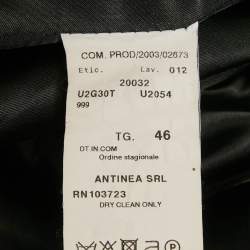 COM. PROD/2003/02673
Etic. Lav. 012
20032
U2G30T U2054
999
TG. 46
DT.IN.COM
Ordine stagionale
ANTINEA SRL
RN103723
DRY CLEAN ONLY